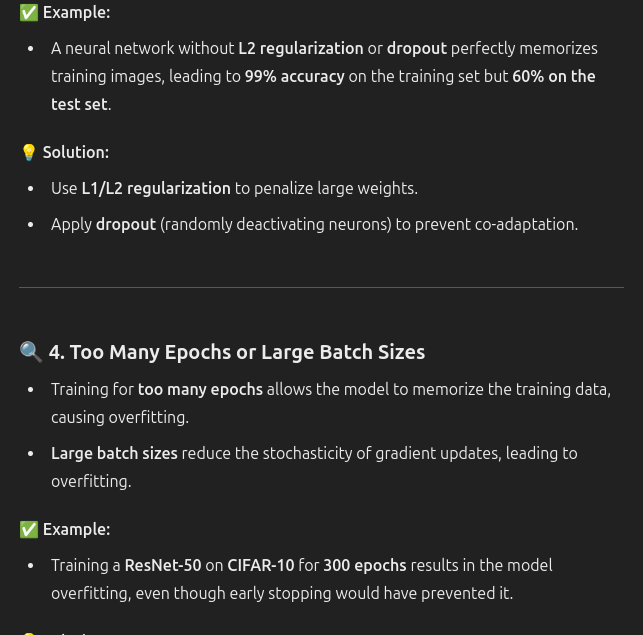 ✅ Example:
• A neural network without L2 regularization or dropout perfectly memorizes
training images, leading to 99% accuracy on the training set but 60% on the
test set.
💡 Solution:
• Use L1/L2 regularization to penalize large weights.
• Apply dropout (randomly deactivating neurons) to prevent co-adaptation.
🔍 4. Too Many Epochs or Large Batch Sizes
• Training for too many epochs allows the model to memorize the training data,
causing overfitting.
• Large batch sizes reduce the stochasticity of gradient updates, leading to
overfitting.
✅ Example:
• Training a ResNet-50 on CIFAR-10 for 300 epochs results in the model
overfitting, even though early stopping would have prevented it.